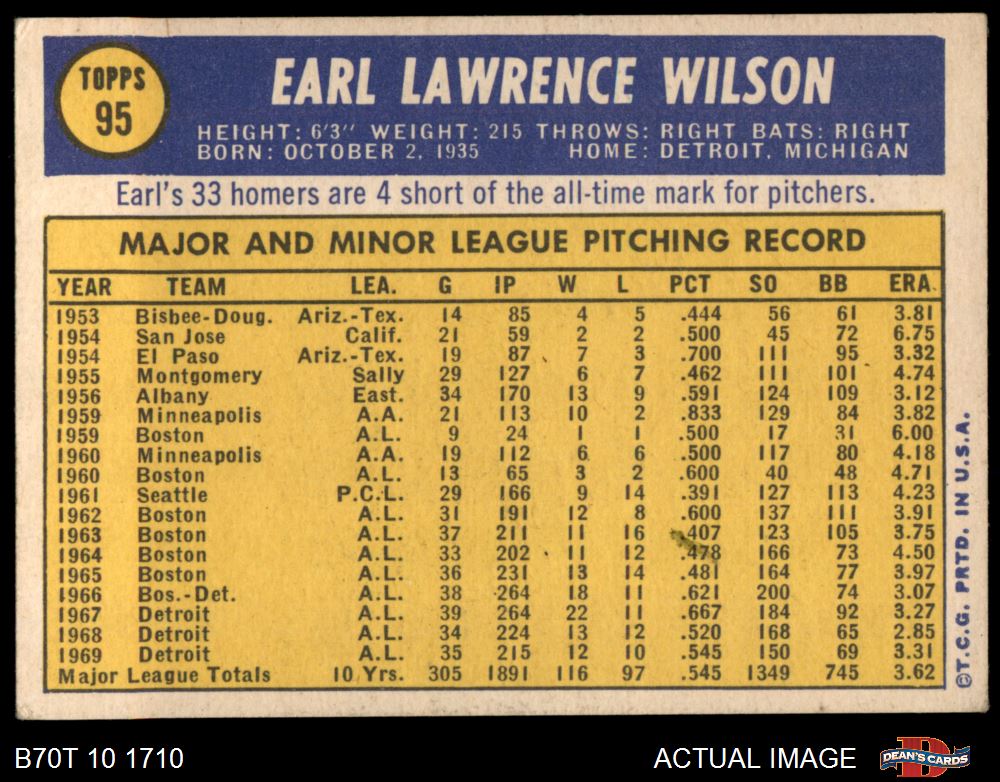 TOPPS
95
EARL LAWRENCE WILSON
HEIGHT: 6'3" WEIGHT: 215 THROWS: RIGHT BATS: RIGHT
BORN: OCTOBER 2, 1935 HOME: DETROIT, MICHIGAN
Earl's 33 homers are 4 short of the all-time mark for pitchers.
MAJOR AND MINOR LEAGUE PITCHING RECORD
YEAR TEAM LEA. G IP W L PCT SO BB ERA
1953 Bisbee-Doug. Ariz.-Tex. 14 85 4 5 .444 56 61 3.81
1954 San Jose Calif. 21 59 2 2 .500 45 72 6.75
1954 El Paso Ariz.-Tex. 19 87 7 3 .700 111 95 3.32
1955 Montgomery Sally 29 127 6 7 .462 111 101 4.74
1956 Albany East. 34 170 13 9 .591 124 109 3.12
1959 Minneapolis A.A. 21 113 10 2 .833 129 84 3.82
1959 Boston A.L. 9 24 1 1 .500 17 31 6.00
1960 Minneapolis A.A. 19 112 6 6 .500 117 80 4.18
1960 Boston A.L. 13 65 3 2 .600 40 48 4.71
1961 Seattle P.C.L. 29 166 9 14 .391 127 113 4.23
1962 Boston A.L. 31 191 12 8 .600 137 111 3.91
1963 Boston A.L. 37 211 11 16 .407 123 105 3.75
1964 Boston A.L. 33 202 11 12 .478 166 73 4.50
1965 Boston A.L. 36 231 13 14 .481 164 77 3.97
1966 Bos.-Det. A.L. 38 264 18 11 .621 200 74 3.07
1967 Detroit A.L. 39 264 22 11 .667 184 92 3.27
1968 Detroit A.L. 34 224 13 12 .520 168 65 2.85
1969 Detroit A.L. 35 215 12 10 .545 150 69 3.31
Major League Totals 10 Yrs. 305 1891 116 97 .545 1349 745 3.62
©T.C.G. PRTD. IN U.S.A.
B70T 10 1710 ACTUAL IMAGE
DEAN'S CARDS